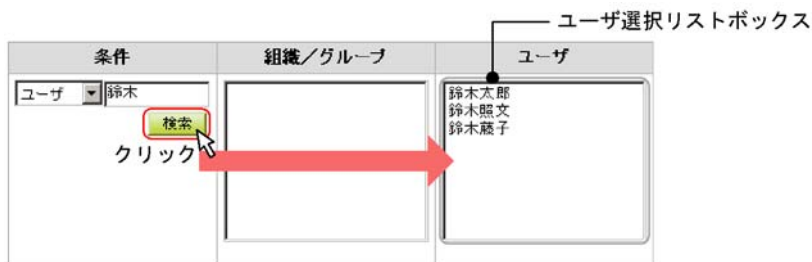 ユーザ選択リストボックス
条件
組織／グループ
ユーザ
ユーザ
鈴木
検索
クリック
鈴木太郎
鈴木照文
鈴木藤子